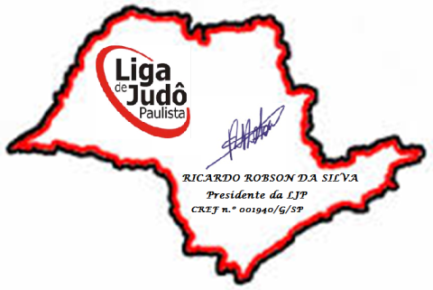 Liga
de
Judô
Paulista
RICARDO ROBSON DA SILVA
Presidente da LJP
CREF n.º 001940/G/SP